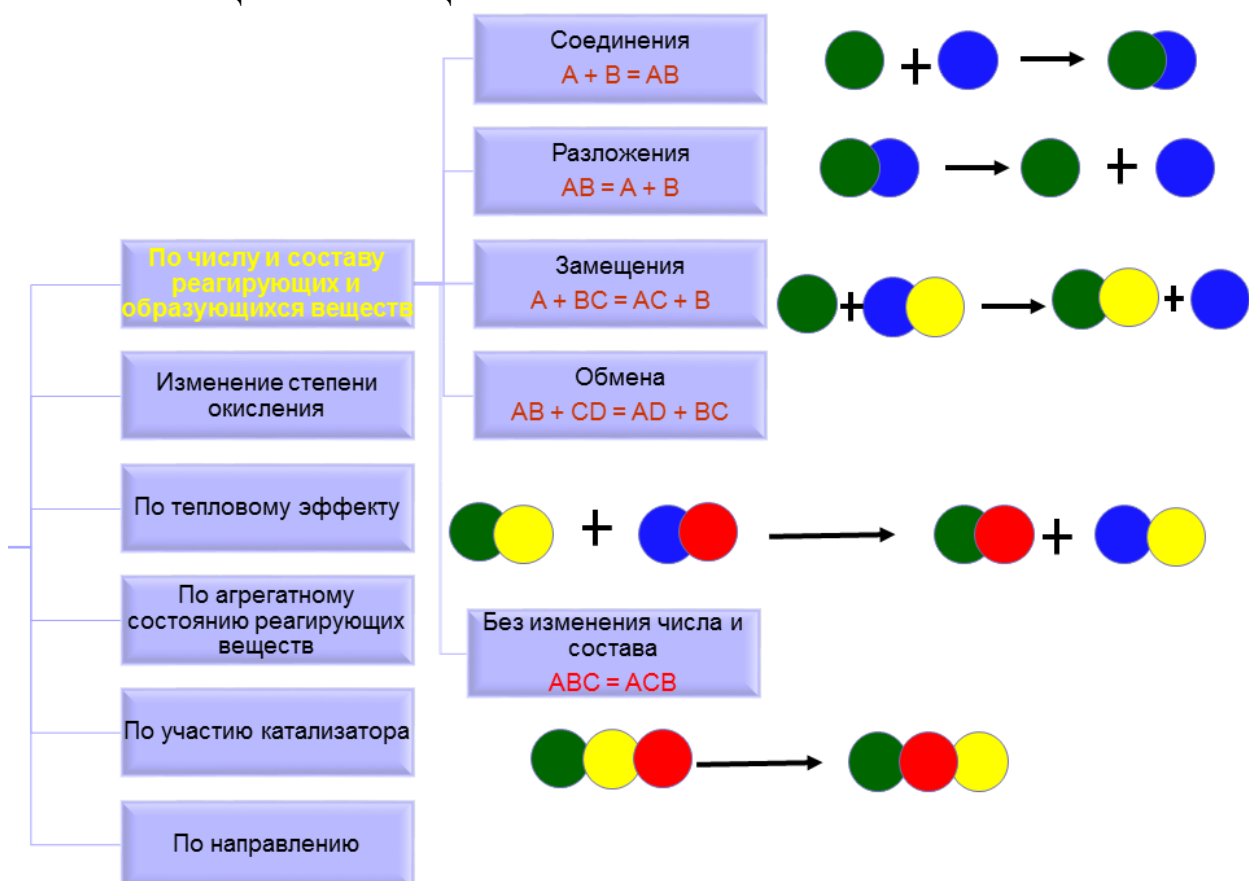 Соединения
A + B = AB
Разложения
AB = A + B
По числу и составу
реагирующих и
образующихся веществ
Замещения
A + BC = AC + B
Изменение степени
окисления
Обмена
AB + CD = AD + BC
По тепловому эффекту
По агрегатному
состоянию реагирующих
веществ
Без изменения числа и
состава
ABC = ACB
По участию катализатора
По направлению